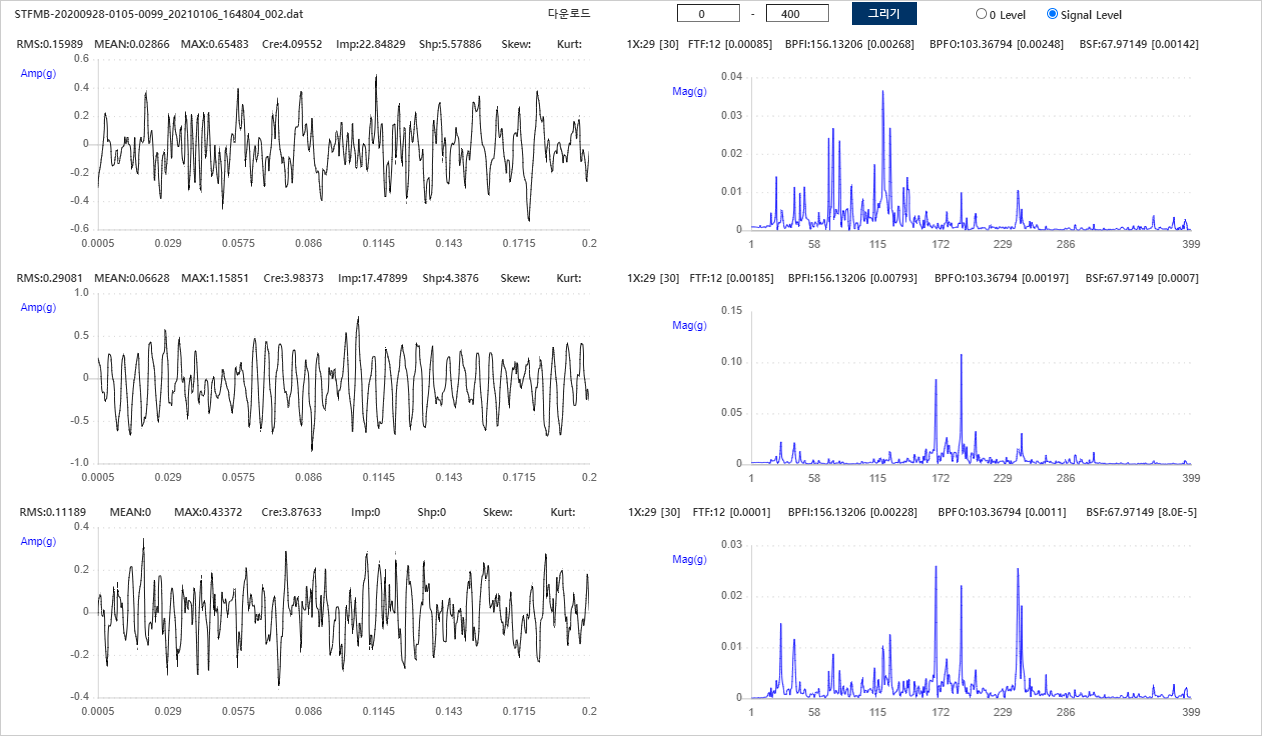 STFMB-20200928-0105-0099_20210106_164804_002.dat 다운로드 0 - 400 그리기 0 Level Signal Level
RMS:0.15989 MEAN:0.02866 MAX:0.65483 Cre:4.09552 Imp:22.84829 Shp:5.57886 Skew: Kurt:
Amp(g)
0.6
0.4
0.2
0
-0.2
-0.4
-0.6
0.0005 0.029 0.0575 0.086 0.1145 0.143 0.1715 0.2
1X:29 [30] FTF:12 [0.00085] BPFI:156.13206 [0.00268] BPFO:103.36794 [0.00248] BSF:67.97149 [0.00142]
Mag(g)
0.04
0.03
0.02
0.01
0
1 58 115 172 229 286 399
RMS:0.29081 MEAN:0.06628 MAX:1.15851 Cre:3.98373 Imp:17.47899 Shp:4.3876 Skew: Kurt:
Amp(g)
1.0
0.5
0
-0.5
-1.0
0.0005 0.029 0.0575 0.086 0.1145 0.143 0.1715 0.2
1X:29 [30] FTF:12 [0.00185] BPFI:156.13206 [0.00793] BPFO:103.36794 [0.00197] BSF:67.97149 [0.0007]
Mag(g)
0.15
0.10
0.05
0
1 58 115 172 229 286 399
RMS:0.11189 MEAN:0 MAX:0.43372 Cre:3.87633 Imp:0 Shp:0 Skew: Kurt:
Amp(g)
0.4
0.2
0
-0.2
-0.4
0.0005 0.029 0.0575 0.086 0.1145 0.143 0.1715 0.2
1X:29 [30] FTF:12 [0.0001] BPFI:156.13206 [0.00228] BPFO:103.36794 [0.0011] BSF:67.97149 [8.0E-5]
Mag(g)
0.03
0.02
0.01
0
1 58 115 172 229 286 399